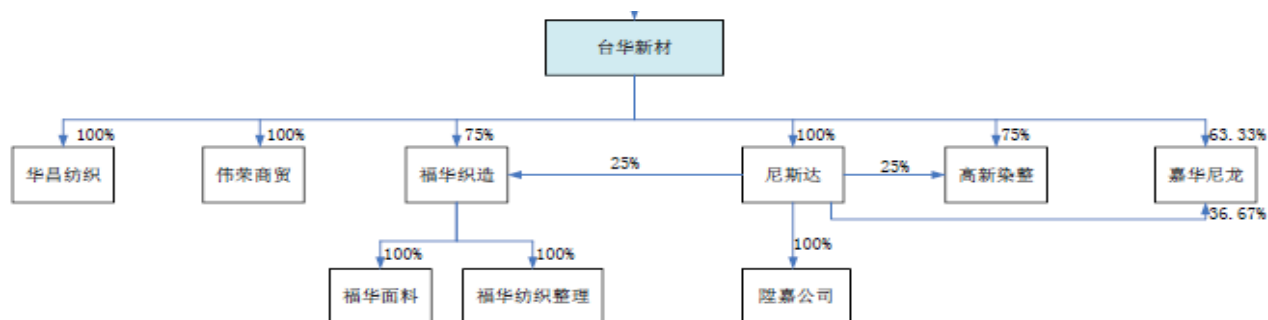 台华新材
100%
100%
75%
100%
75%
63.33%
华昌纺织
伟荣商贸
福华织造
25%
尼斯达
25%
高新染整
嘉华尼龙
36.67%
100%
100%
100%
福华面料
福华纺织整理
陞嘉公司